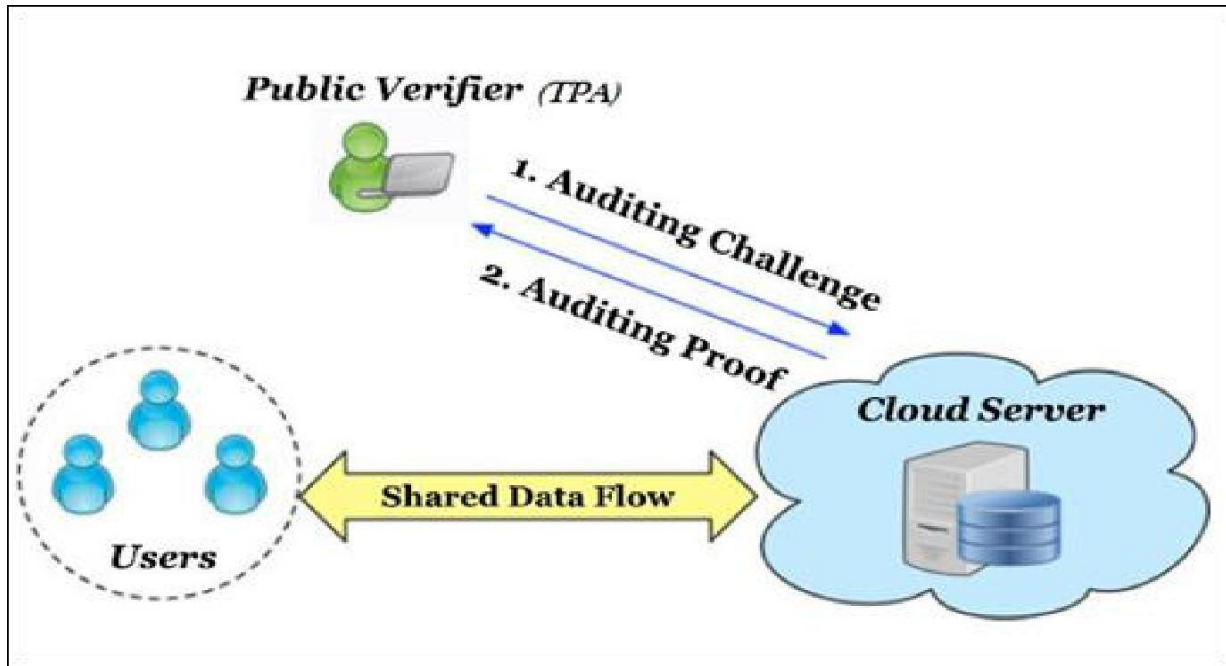 Public Verifier (TPA)
1. Auditing Challenge
2. Auditing Proof
Cloud Server
Shared Data Flow
Users